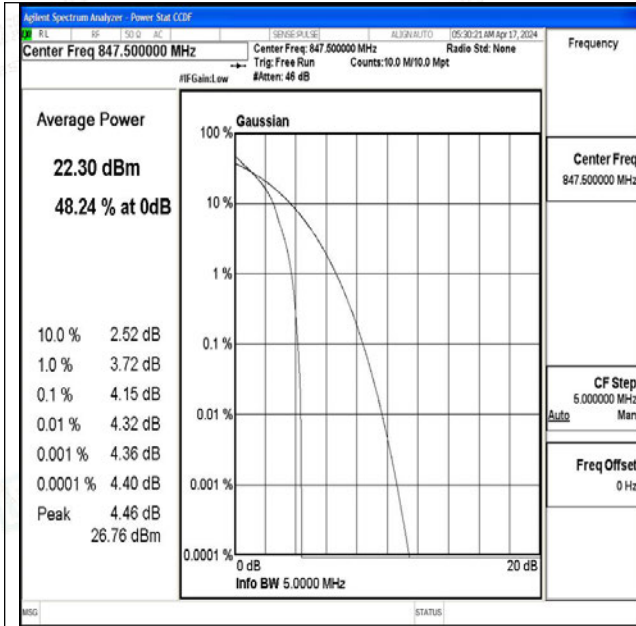 Agilent Spectrum Analyzer - Power Stat CCDF
RL RF 50 Ω AC SENSE:PULSE ALIGNAUTO 05:30:21 AM Apr 17, 2024
Center Freq 847.500000 MHz
Center Freq: 847.500000 MHz Radio Std: None
Trig: Free Run Counts:10.0 M/10.0 Mpt
#IFGain:Low #Atten: 46 dB
Frequency
Average Power
22.30 dBm
48.24 % at 0dB
10.0 % 2.52 dB
1.0 % 3.72 dB
0.1 % 4.15 dB
0.01 % 4.32 dB
0.001 % 4.36 dB
0.0001 % 4.40 dB
Peak 4.46 dB
26.76 dBm
Gaussian
100 %
10 %
1 %
0.1 %
0.01 %
0.001 %
0.0001 %
0 dB 20 dB
Info BW 5.0000 MHz
Center Freq
847.500000 MHz
CF Step
5.000000 MHz
Auto Man
Freq Offset
0 Hz
MSG STATUS